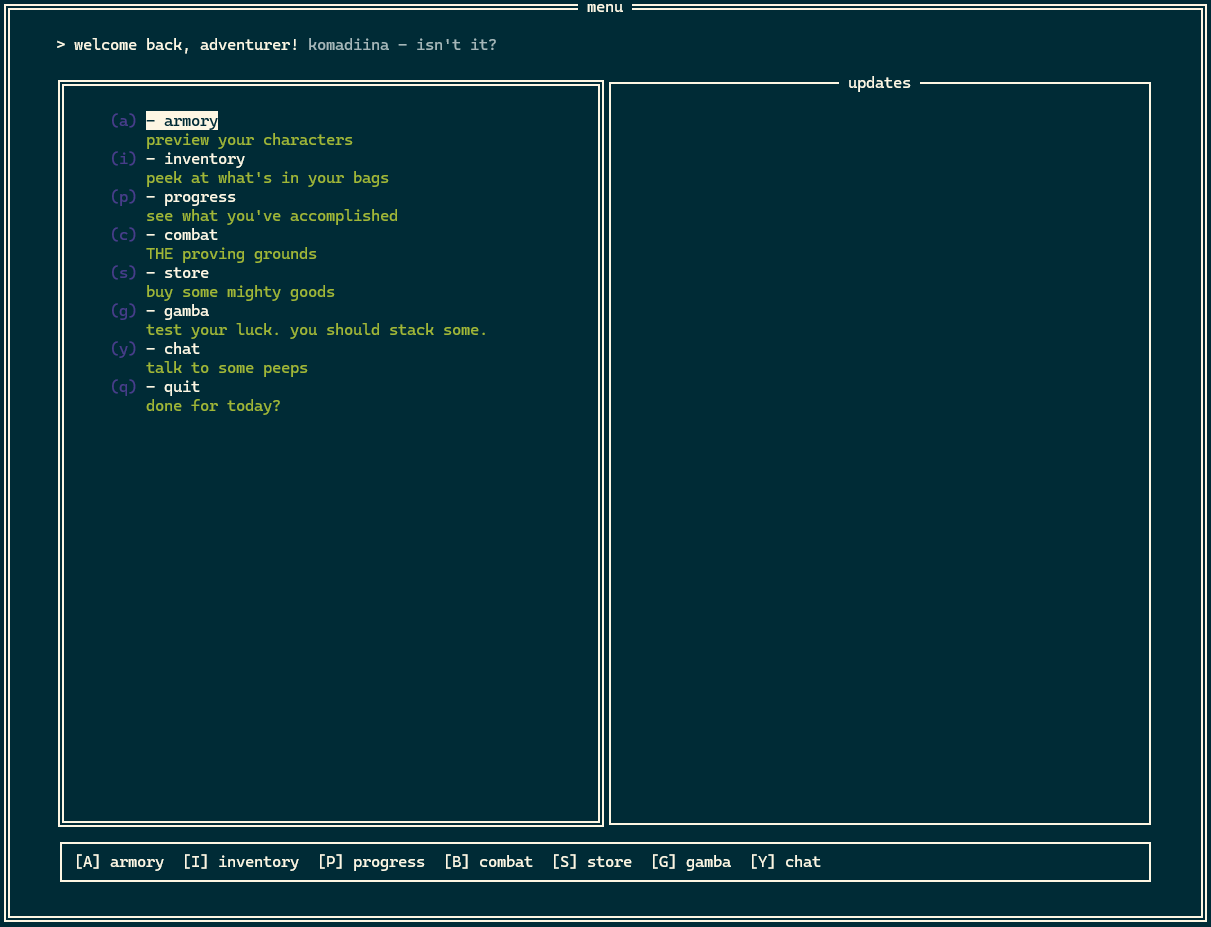 menu
> welcome back, adventurer! komadiina – isn't it?
updates
(a) – armory
preview your characters
(i) – inventory
peek at what's in your bags
(p) – progress
see what you've accomplished
(c) – combat
THE proving grounds
(s) – store
buy some mighty goods
(g) – gamba
test your luck. you should stack some.
(y) – chat
talk to some peeps
(q) – quit
done for today?
[A] armory [I] inventory [P] progress [B] combat [S] store [G] gamba [Y] chat